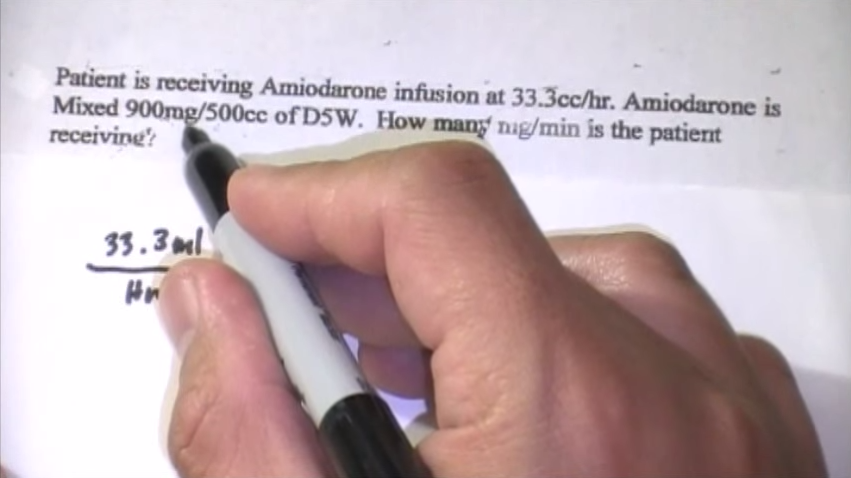 Patient is receiving Amiodarone infusion at 33.3cc/hr. Amiodarone is
Mixed 900mg/500cc of D5W. How many mg/min is the patient
receiving?
33.3ml
Hr